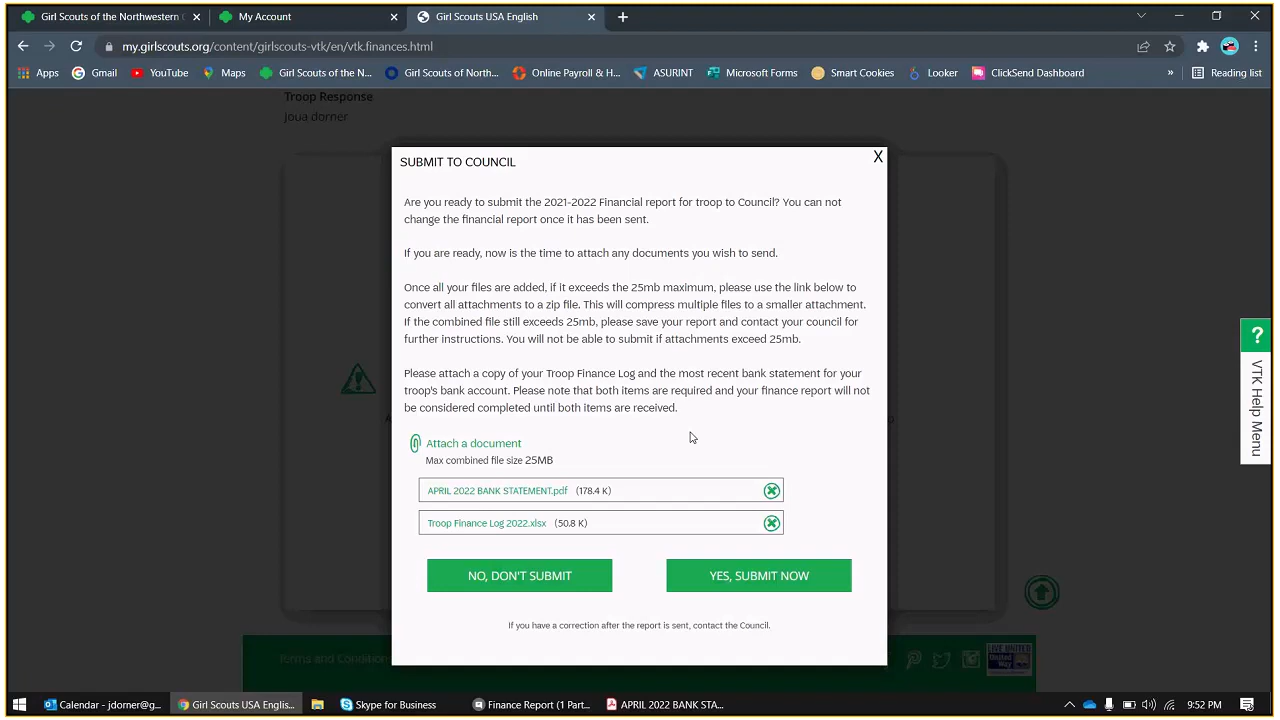 Girl Scouts of the Northwestern
My Account
Girl Scouts USA English
my.girlscouts.org/content/girlscouts-vtk/en/vtk.finances.html
Apps
Gmail
YouTube
Maps
Girl Scouts of the N...
Girl Scouts of North...
Online Payroll & H...
ASURINT
Microsoft Forms
Smart Cookies
Looker
ClickSend Dashboard
»
Reading list
Troop Response
Joua dorner
SUBMIT TO COUNCIL
X
Are you ready to submit the 2021-2022 Financial report for troop to Council? You can not
change the financial report once it has been sent.
If you are ready, now is the time to attach any documents you wish to send.
Once all your files are added, if it exceeds the 25mb maximum, please use the link below to
convert all attachments to a zip file. This will compress multiple files to a smaller attachment.
If the combined file still exceeds 25mb, please save your report and contact your council for
further instructions. You will not be able to submit if attachments exceed 25mb.
Please attach a copy of your Troop Finance Log and the most recent bank statement for your
troop's bank account. Please note that both items are required and your finance report will not
be considered completed until both items are received.
Attach a document
Max combined file size 25MB
APRIL 2022 BANK STATEMENT.pdf (178.4 K)
Troop Finance Log 2022.xlsx (50.8 K)
NO, DON'T SUBMIT
YES, SUBMIT NOW
If you have a correction after the report is sent, contact the Council.
?
VTK Help Menu
Terms and Condition
LIVE UNITED
United
Way
Calendar - jdorner@g...
Girl Scouts USA Englis...
Skype for Business
Finance Report (1 Part...
APRIL 2022 BANK STA...
9:52 PM